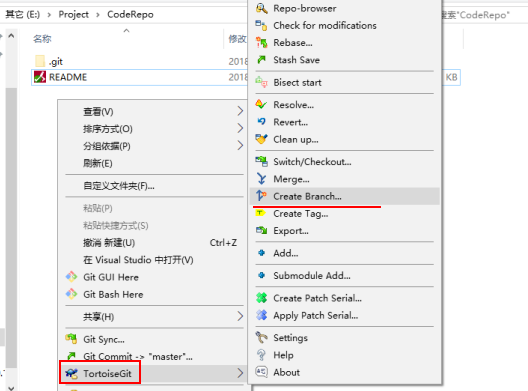 其它 (E:) > Project > CodeRepo
搜索"CodeRepo"
名称
修改
.git
2018
README
2018
KB
查看(V)
排序方式(O)
分组依据(P)
刷新(E)
自定义文件夹(F)...
粘贴(P)
粘贴快捷方式(S)
撤消 新建(U) Ctrl+Z
在 Visual Studio 中打开(V)
Git GUI Here
Git Bash Here
共享(H)
Git Sync...
Git Commit -> "master"...
TortoiseGit
Repo-browser
Check for modifications
Rebase...
Stash Save
Bisect start
Resolve...
Revert...
Clean up...
Switch/Checkout...
Merge...
Create Branch...
Create Tag...
Export...
Add...
Submodule Add...
Create Patch Serial...
Apply Patch Serial...
Settings
Help
About